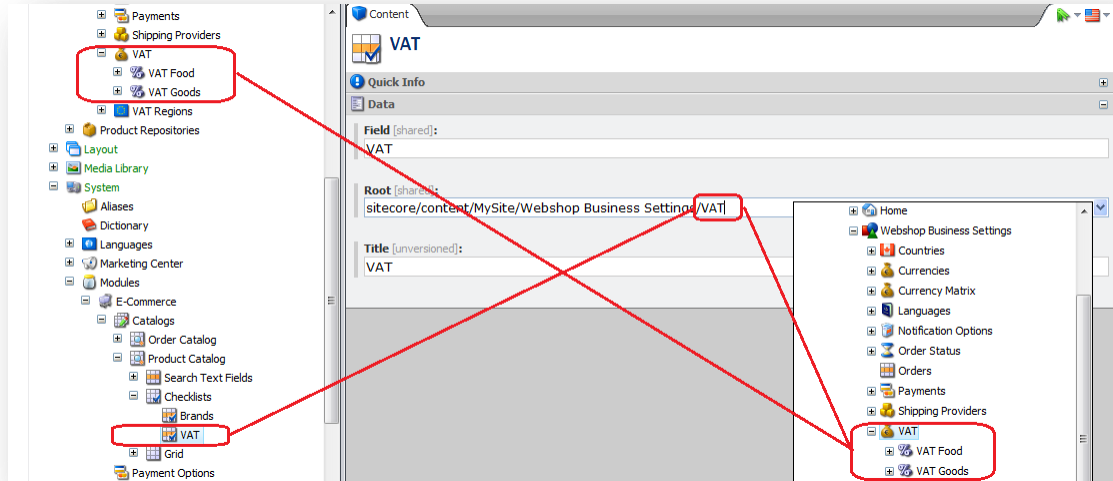 Payments
Shipping Providers
VAT
VAT Food
VAT Goods
VAT Regions
Product Repositories
Layout
Media Library
System
Aliases
Dictionary
Languages
Marketing Center
Modules
E-Commerce
Catalogs
Order Catalog
Product Catalog
Search Text Fields
Checklists
Brands
VAT
Grid
Payment Options
Content
VAT
Quick Info
Data
Field [shared]:
VAT
Root [shared]:
sitecore/content/MySite/Webshop Business Settings/VAT
Title [unversioned]:
VAT
Home
Webshop Business Settings
Countries
Currencies
Currency Matrix
Languages
Notification Options
Order Status
Orders
Payments
Shipping Providers
VAT
VAT Food
VAT Goods